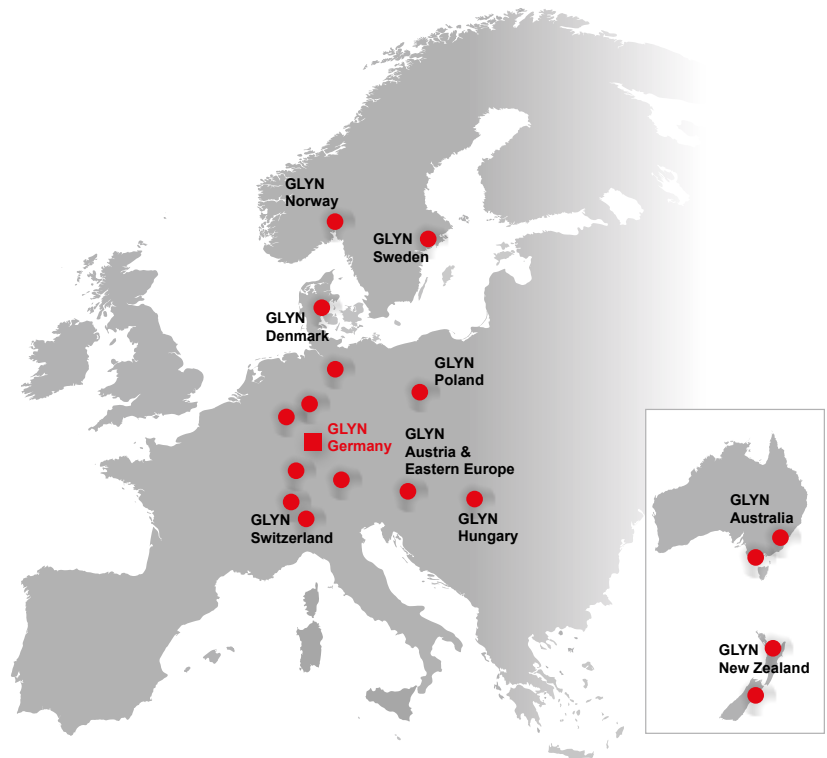 GLYN
Norway
GLYN
Sweden
GLYN
Denmark
GLYN
Poland
GLYN
Germany
GLYN
Austria &
Eastern Europe
GLYN
Switzerland
GLYN
Hungary
GLYN
Australia
GLYN
New Zealand